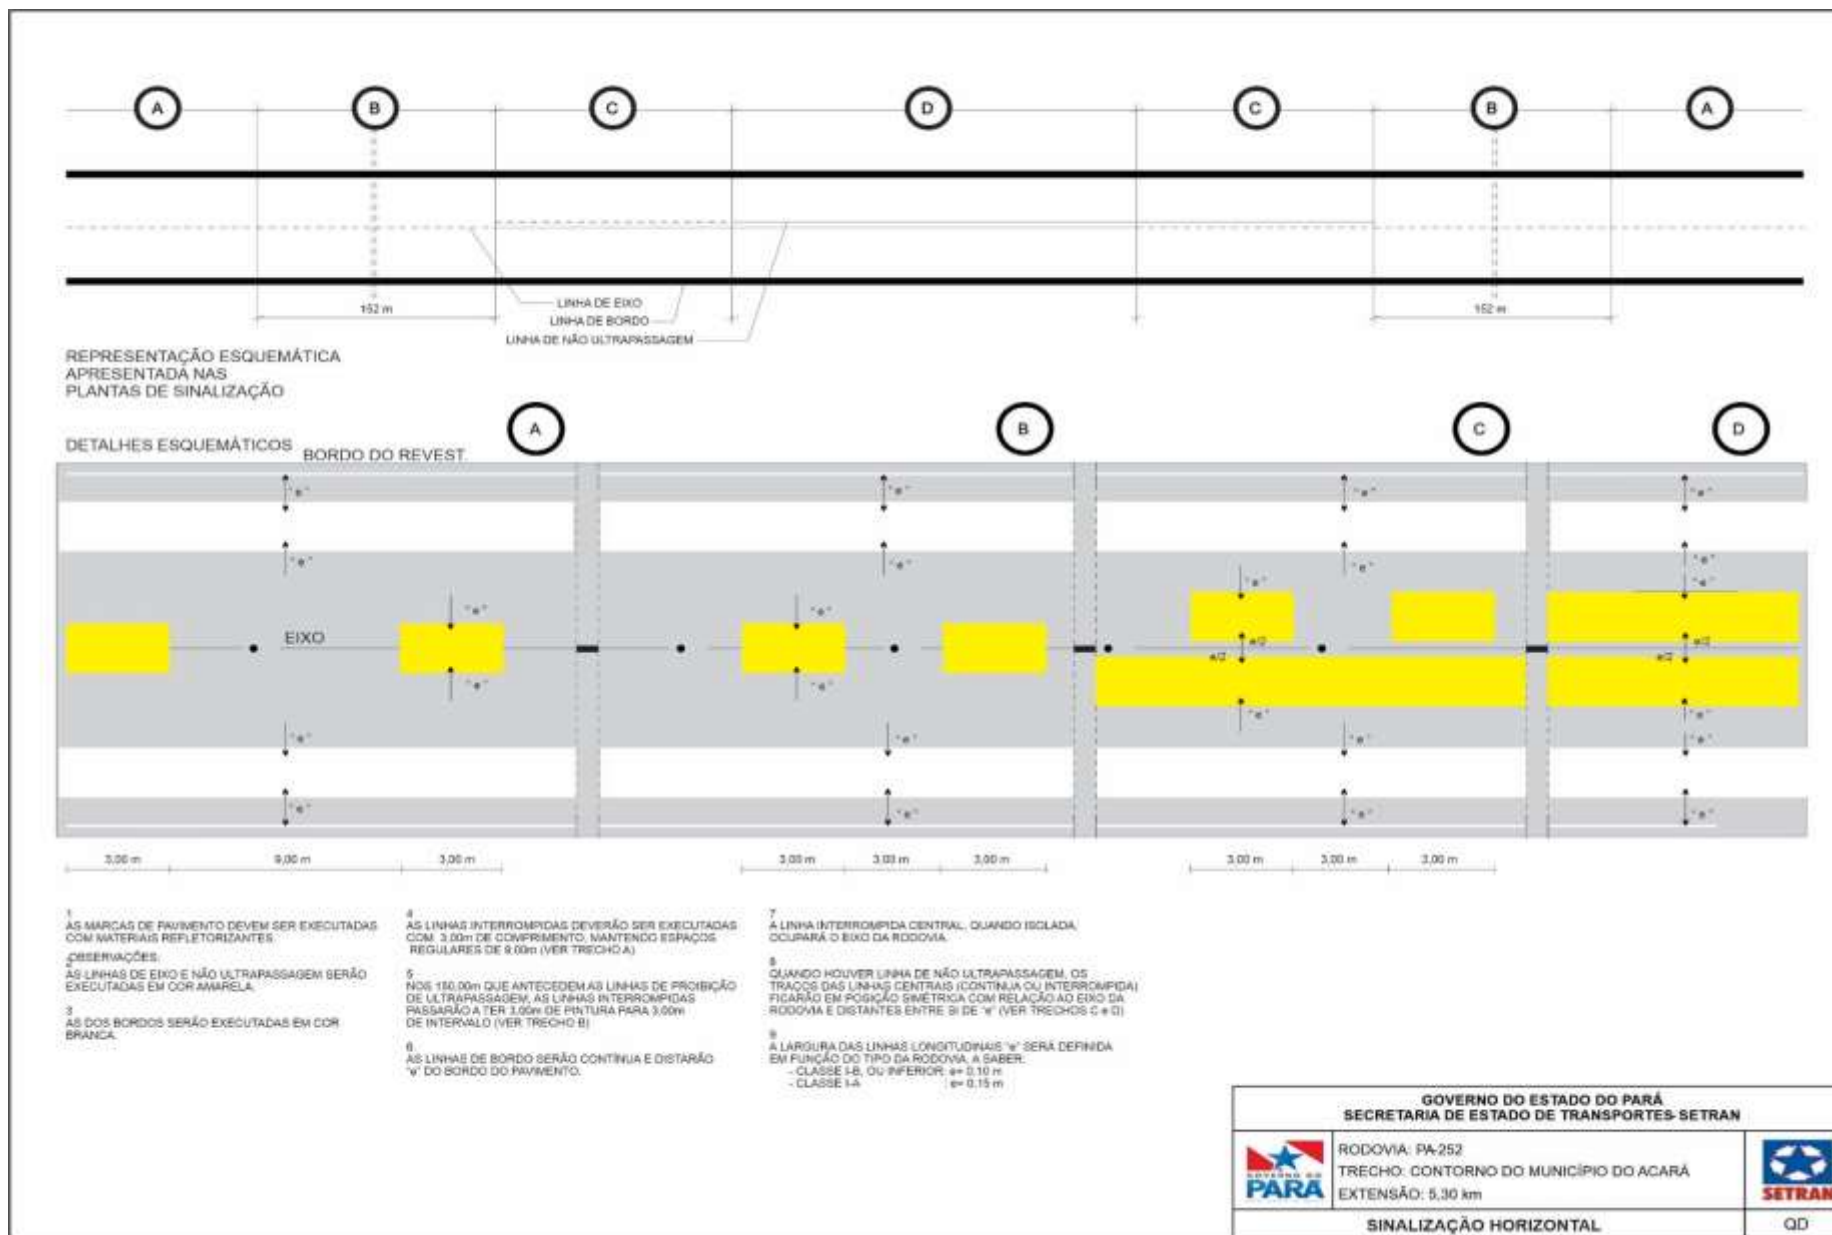 A
B
C
D
C
B
A
LINHA DE EIXO
152 m
152 m
LINHA DE BORDO
LINHA DE NÃO ULTRAPASSAGEM
REPRESENTAÇÃO ESQUEMÁTICA
APRESENTADA NAS
PLANTAS DE SINALIZAÇÃO
A
B
C
D
DETALHES ESQUEMÁTICOS
BORDO DO REVEST.
"e"
"e"
"e"
"e"
"e"
"e"
"e"
"e"
"e"
"e"
"e"
"e"
EIXO
e/2
e/2
e/2
e/2
"e"
"e"
"e"
"e"
"e"
"e"
"e"
"e"
"e"
"e"
"e"
"e"
3,00 m
9,00 m
3,00 m
3,00 m
3,00 m
3,00 m
3,00 m
3,00 m
3,00 m
1
AS MARCAS DE PAVIMENTO DEVEM SER EXECUTADAS
COM MATERIAIS REFLETORIZANTES.
OBSERVAÇÕES:
2
AS LINHAS DE EIXO E NÃO ULTRAPASSAGEM SERÃO
EXECUTADAS EM COR AMARELA.
3
AS DOS BORDOS SERÃO EXECUTADAS EM COR
BRANCA.
4
AS LINHAS INTERROMPIDAS DEVERÃO SER EXECUTADAS
COM 3,00m DE COMPRIMENTO, MANTENDO ESPAÇOS
REGULARES DE 9,00m (VER TRECHO A)
5
NOS 150,00m QUE ANTECEDEM AS LINHAS DE PROIBIÇÃO
DE ULTRAPASSAGEM, AS LINHAS INTERROMPIDAS
PASSARÃO A TER 3,00m DE PINTURA PARA 3,00m
DE INTERVALO (VER TRECHO B)
6
AS LINHAS DE BORDO SERÃO CONTÍNUA E DISTARÃO
"e" DO BORDO DO PAVIMENTO.
7
A LINHA INTERROMPIDA CENTRAL, QUANDO ISOLADA,
OCUPARÁ O EIXO DA RODOVIA.
8
QUANDO HOUVER LINHA DE NÃO ULTRAPASSAGEM, OS
TRAÇOS DAS LINHAS CENTRAIS (CONTÍNUA OU INTERROMPIDA)
FICARÃO EM POSIÇÃO SIMÉTRICA COM RELAÇÃO AO EIXO DA
RODOVIA E DISTANTES ENTRE SI DE "e" (VER TRECHOS C e D)
9
A LARGURA DAS LINHAS LONGITUDINAIS "e" SERÁ DEFINIDA
EM FUNÇÃO DO TIPO DA RODOVIA, A SABER:
- CLASSE I-B, OU INFERIOR: e= 0,10 m
- CLASSE I-A : e= 0,15 m
GOVERNO DO ESTADO DO PARÁ
SECRETARIA DE ESTADO DE TRANSPORTES-SETRAN
GOVERNO DO
PARÁ
RODOVIA: PA-252
TRECHO: CONTORNO DO MUNICÍPIO DO ACARÁ
EXTENSÃO: 5,30 km
SETRAN
SINALIZAÇÃO HORIZONTAL
QD